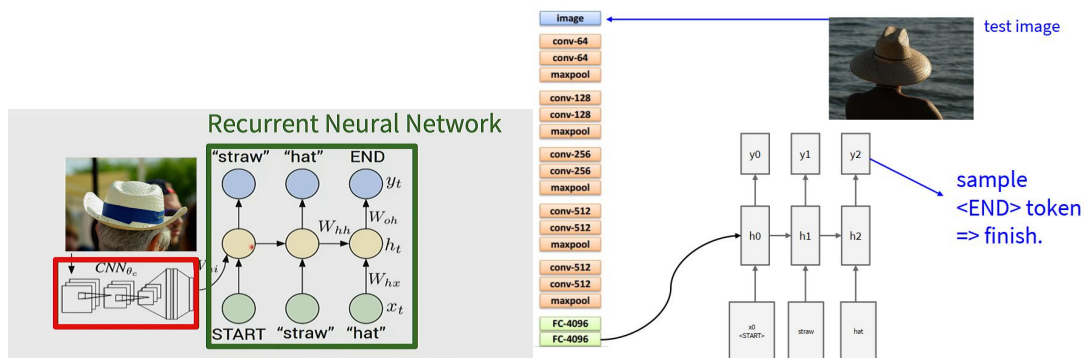 Recurrent Neural Network
"straw" "hat" END
y_t
W_oh
W_hh
h_t
CNN_θ_c
W_hi
W_hx
x_t
START "straw" "hat"
image
conv-64
conv-64
maxpool
conv-128
conv-128
maxpool
conv-256
conv-256
maxpool
conv-512
conv-512
maxpool
conv-512
conv-512
maxpool
FC-4096
FC-4096
test image
y0 y1 y2
sample
<END> token
=> finish.
h0 h1 h2
x0
<START>
straw hat